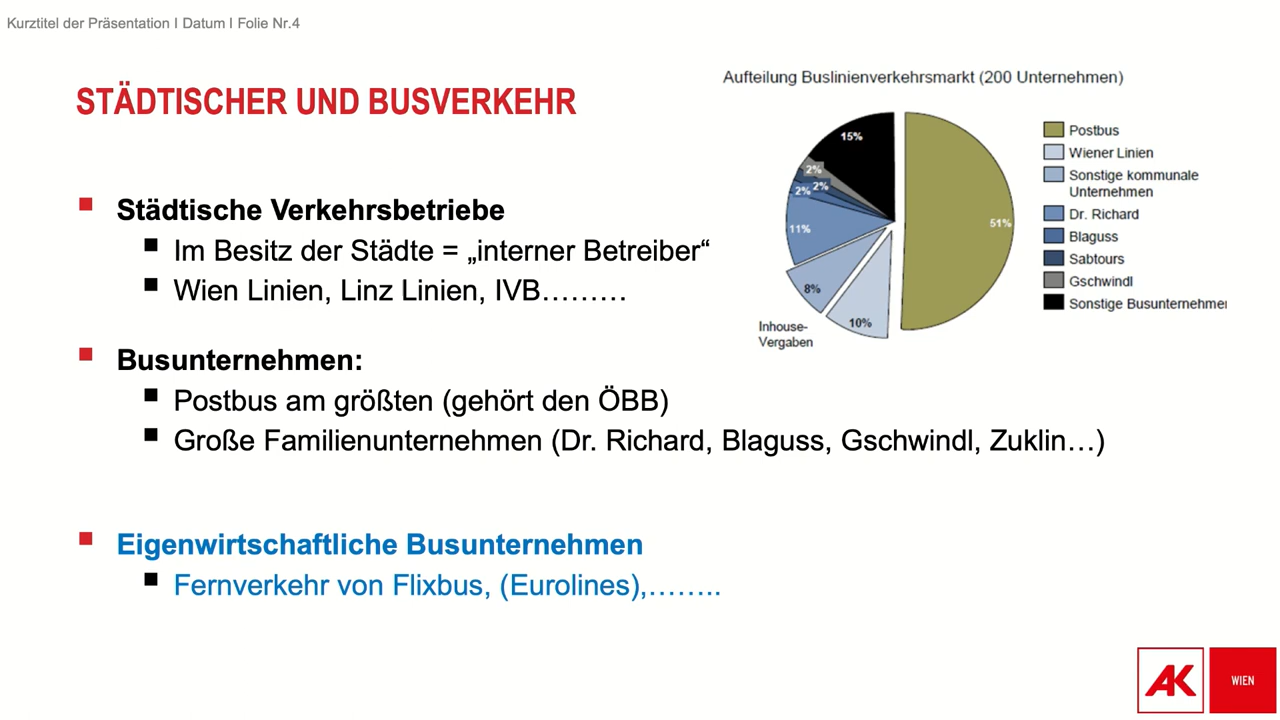 Kurztitel der Präsentation I Datum I Folie Nr.4
STÄDTISCHER UND BUSVERKEHR
Städtische Verkehrsbetriebe
Im Besitz der Städte = „interner Betreiber“
Wien Linien, Linz Linien, IVB………
Busunternehmen:
Postbus am größten (gehört den ÖBB)
Große Familienunternehmen (Dr. Richard, Blaguss, Gschwindl, Zuklin…)
Eigenwirtschaftliche Busunternehmen
Fernverkehr von Flixbus, (Eurolines),……..
Aufteilung Buslinienverkehrsmarkt (200 Unternehmen)
15%
2%
2%
2%
11%
8%
10%
51%
Inhouse-
Vergaben
Postbus
Wiener Linien
Sonstige kommunale
Unternehmen
Dr. Richard
Blaguss
Sabtours
Gschwindl
Sonstige Busunternehmen
AK
WIEN